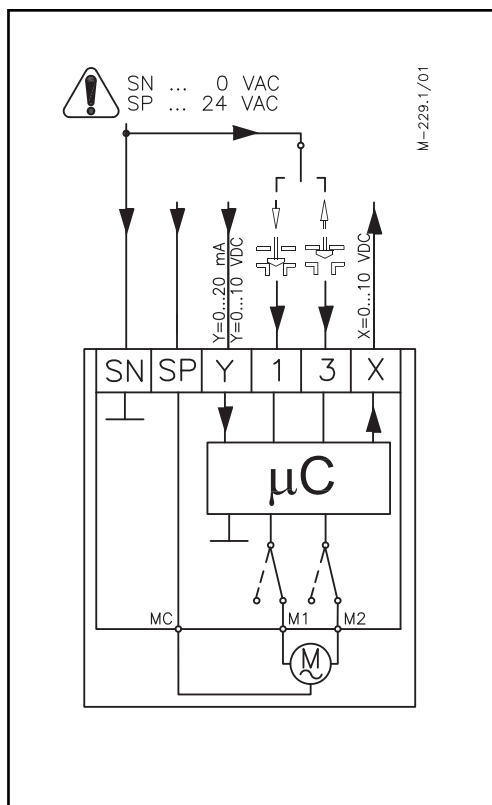 SN ... 0 VAC
SP ... 24 VAC
M-229.1/01
Y=0...20 mA
Y=0...10 VDC
X=0...10 VDC
SN SP Y 1 3 X
µC
MC M1 M2
M